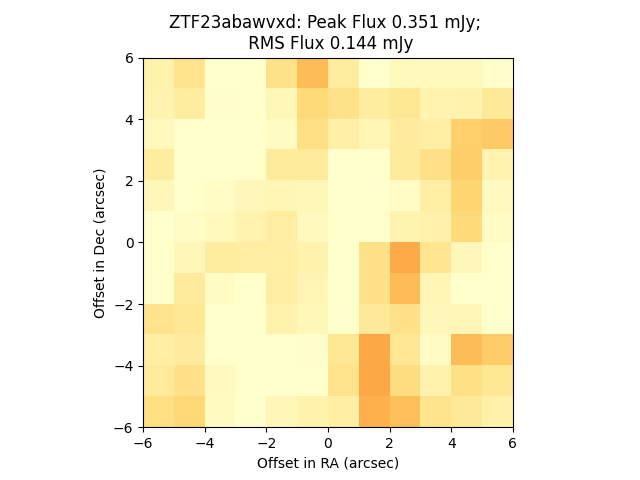 ZTF23abawvxd: Peak Flux 0.351 mJy;
RMS Flux 0.144 mJy
6
4
2
0
−2
−4
−6
Offset in Dec (arcsec)
−6 −4 −2 0 2 4 6
Offset in RA (arcsec)